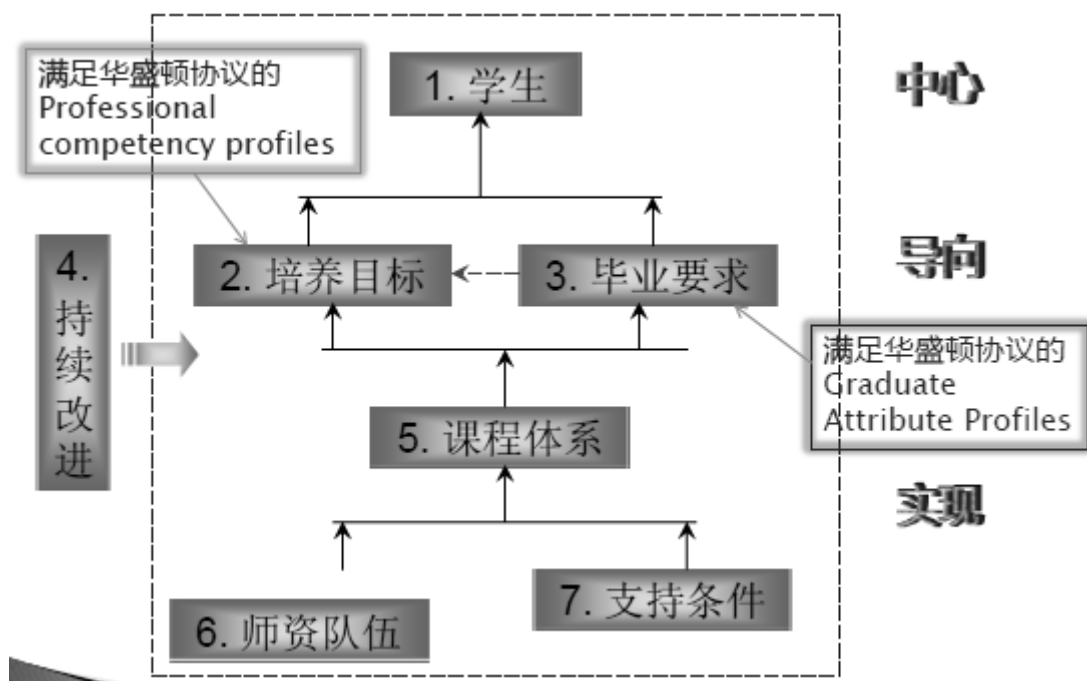 满足华盛顿协议的
Professional
competency profiles
1. 学生
中心
2. 培养目标
3. 毕业要求
导向
4.
持
续
改
进
满足华盛顿协议的
Graduate
Attribute Profiles
5. 课程体系
实现
6. 师资队伍
7. 支持条件